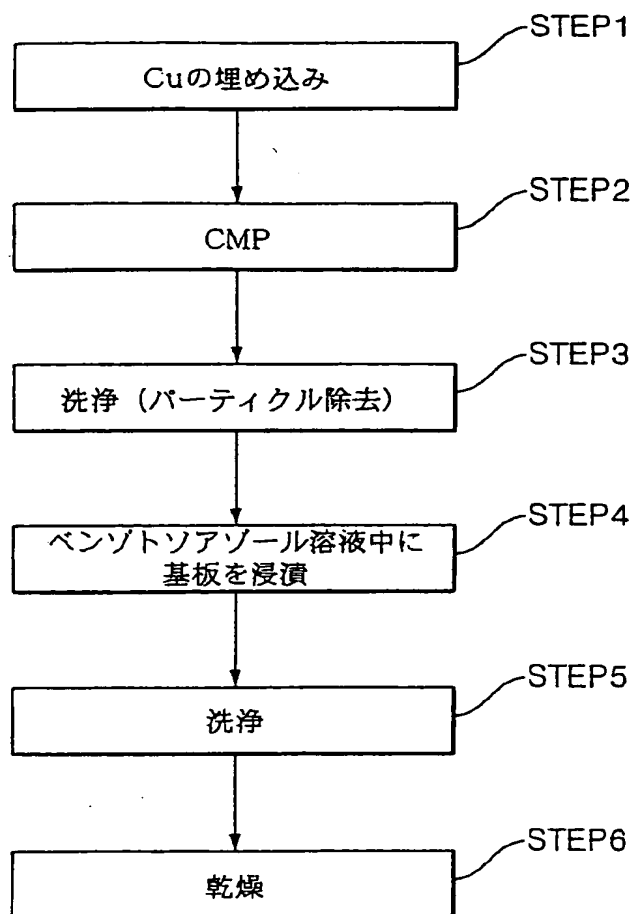 STEP1
Cuの埋め込み
STEP2
CMP
STEP3
洗浄（パーティクル除去）
STEP4
ベンゾトソアゾール溶液中に
基板を浸漬
STEP5
洗浄
STEP6
乾燥